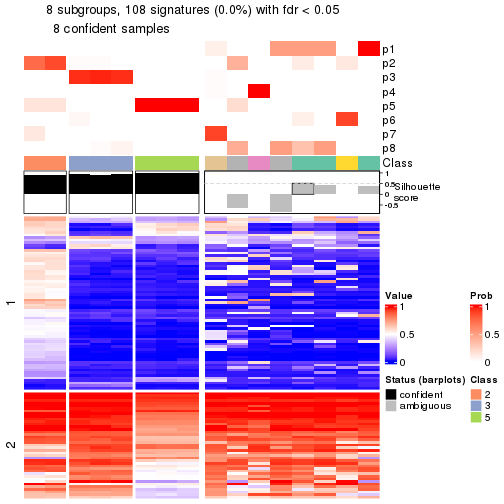 8 subgroups, 108 signatures (0.0%) with fdr < 0.05
8 confident samples
p1
p2
p3
p4
p5
p6
p7
p8
Class
1
0.5
0
-0.5
Silhouette
score
1
2
Value
1
0.5
0
Prob
1
0.5
0
Status (barplots)
confident
ambiguous
Class
2
3
5